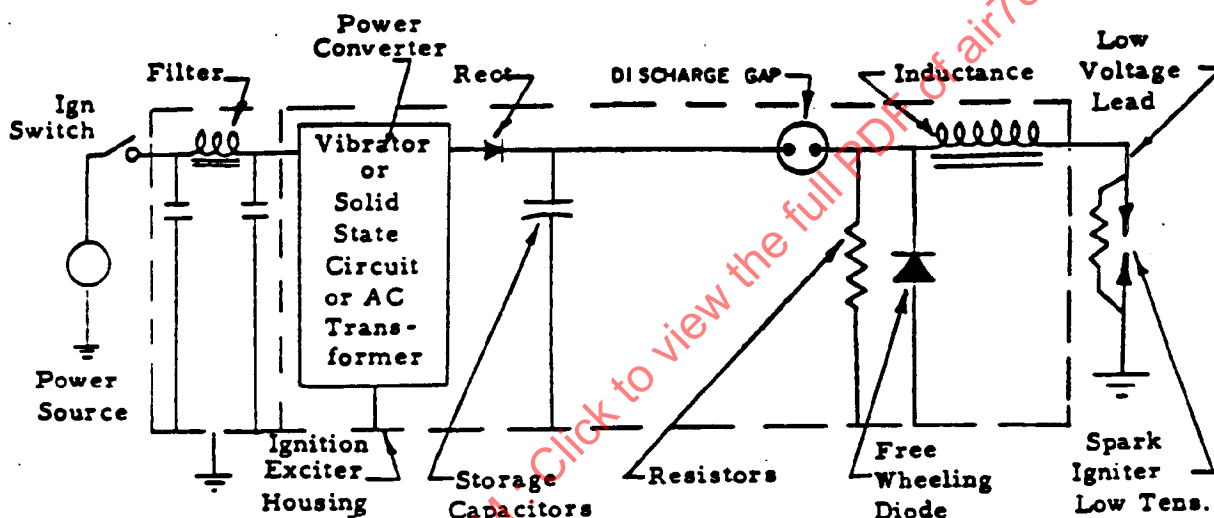 Power
Converter
Filter
Rect
DISCHARGE GAP
Inductance
Low
Voltage
Lead
Ign
Switch
Vibrator
or
Solid
State
Circuit
or AC
Trans-
former
Power
Source
Ignition
Exciter
Housing
Storage
Capacitors
Resistors
Free
Wheeling
Diode
Spark
Igniter
Low Tens.
Click to view the full PDF of